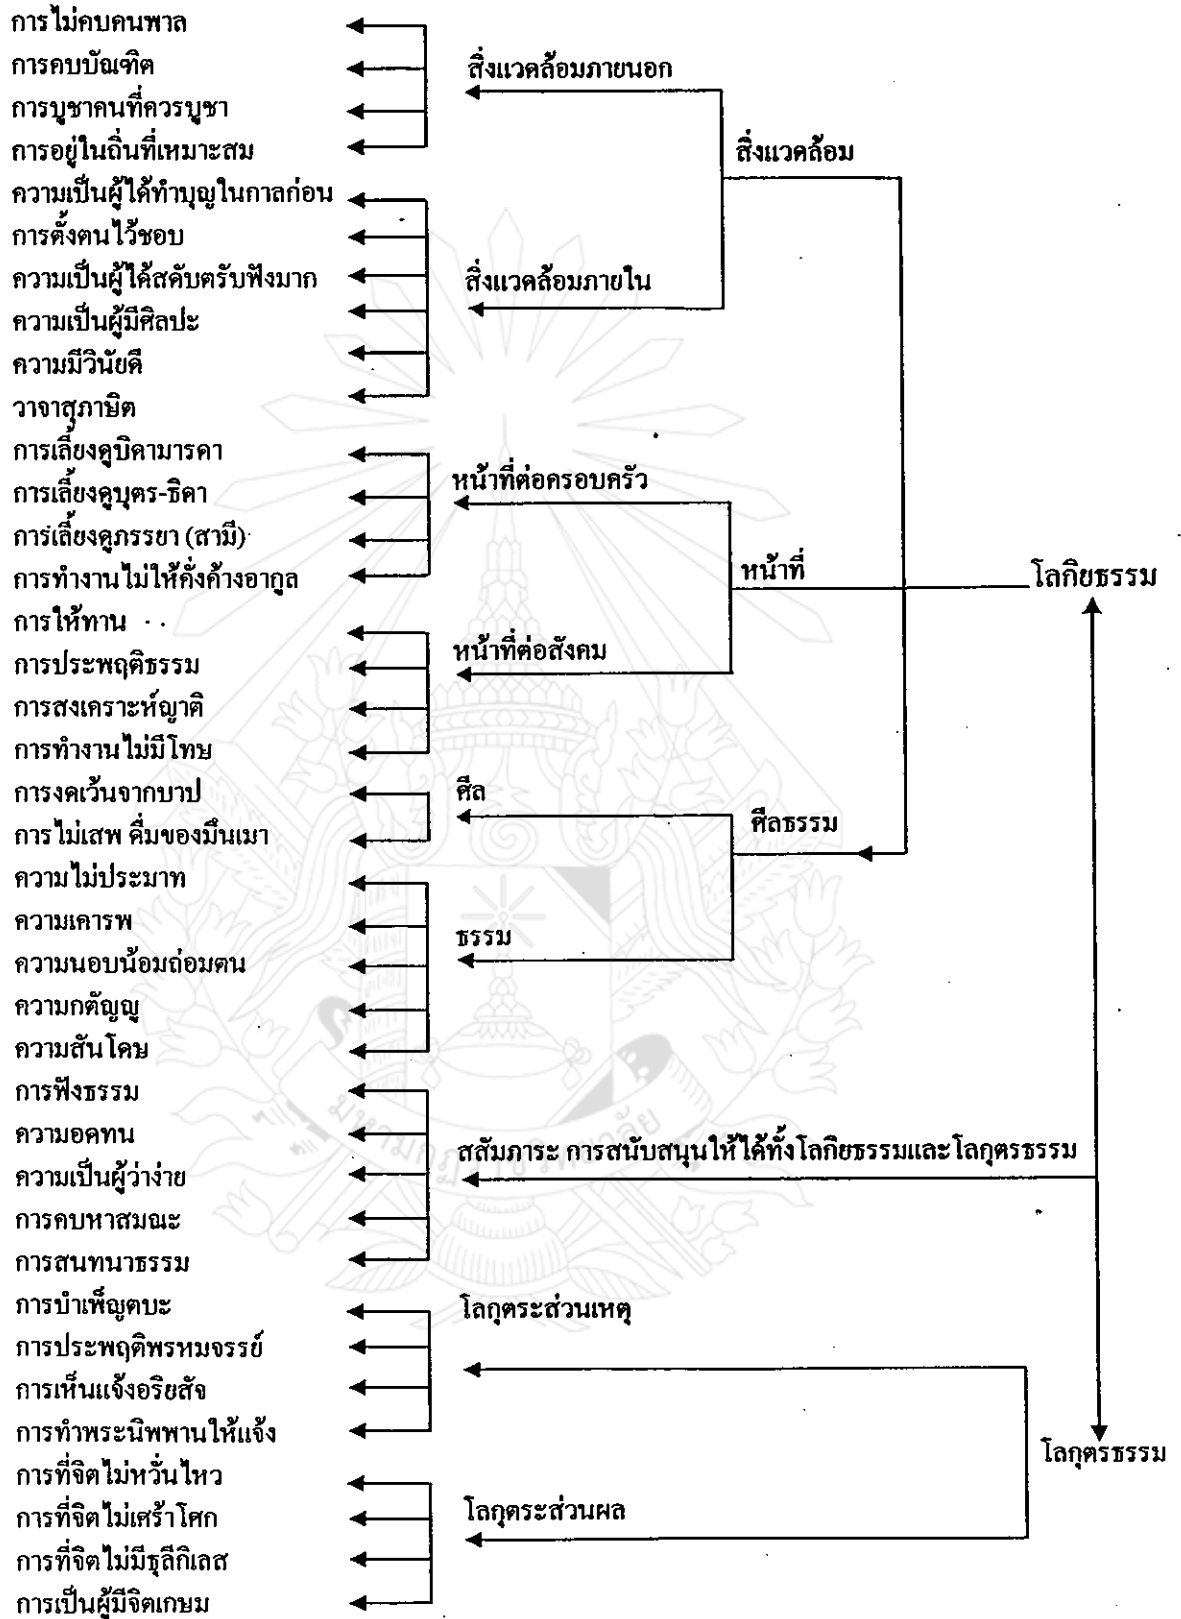 การไม่คบคนพาล
การคบบัณฑิต
สิ่งแวดล้อมภายนอก
การบูชาคนที่ควรบูชา
การอยู่ในถิ่นที่เหมาะสม
สิ่งแวดล้อม
ความเป็นผู้ได้ทำบุญในกาลก่อน
การตั้งตนไว้ชอบ
ความเป็นผู้ได้สดับตรับฟังมาก
สิ่งแวดล้อมภายใน
ความเป็นผู้มีศิลปะ
ความมีวินัยดี
วาจาสุภาษิต
การเลี้ยงดูบิดามารดา
หน้าที่ต่อครอบครัว
การเลี้ยงดูบุตร-ธิดา
การเลี้ยงดูภรรยา (สามี)
การทำงานไม่ให้คั่งค้างอากูล
หน้าที่
โลกิยธรรม
การให้ทาน
หน้าที่ต่อสังคม
การประพฤติธรรม
การสงเคราะห์ญาติ
การทำงานไม่มีโทษ
การงดเว้นจากบาป
ศีล
การไม่เสพ ดื่มของมึนเมา
ศีลธรรม
ความไม่ประมาท
ความเคารพ
ธรรม
ความนอบน้อมถ่อมตน
ความกตัญญู
ความสันโดษ
การฟังธรรม
ความอดทน
สสัมภาระ การสนับสนุนให้ได้ทั้งโลกิยธรรมและโลกุตรธรรม
ความเป็นผู้ว่าง่าย
การคบหาสมณะ
การสนทนาธรรม
การบำเพ็ญตบะ
โลกุตระส่วนเหตุ
การประพฤติพรหมจรรย์
การเห็นแจ้งอริยสัจ
การทำพระนิพพานให้แจ้ง
โลกุตรธรรม
การที่จิตไม่หวั่นไหว
การที่จิตไม่เศร้าโศก
โลกุตระส่วนผล
การที่จิตไม่มีธุลีกิเลส
การเป็นผู้มีจิตเกษม